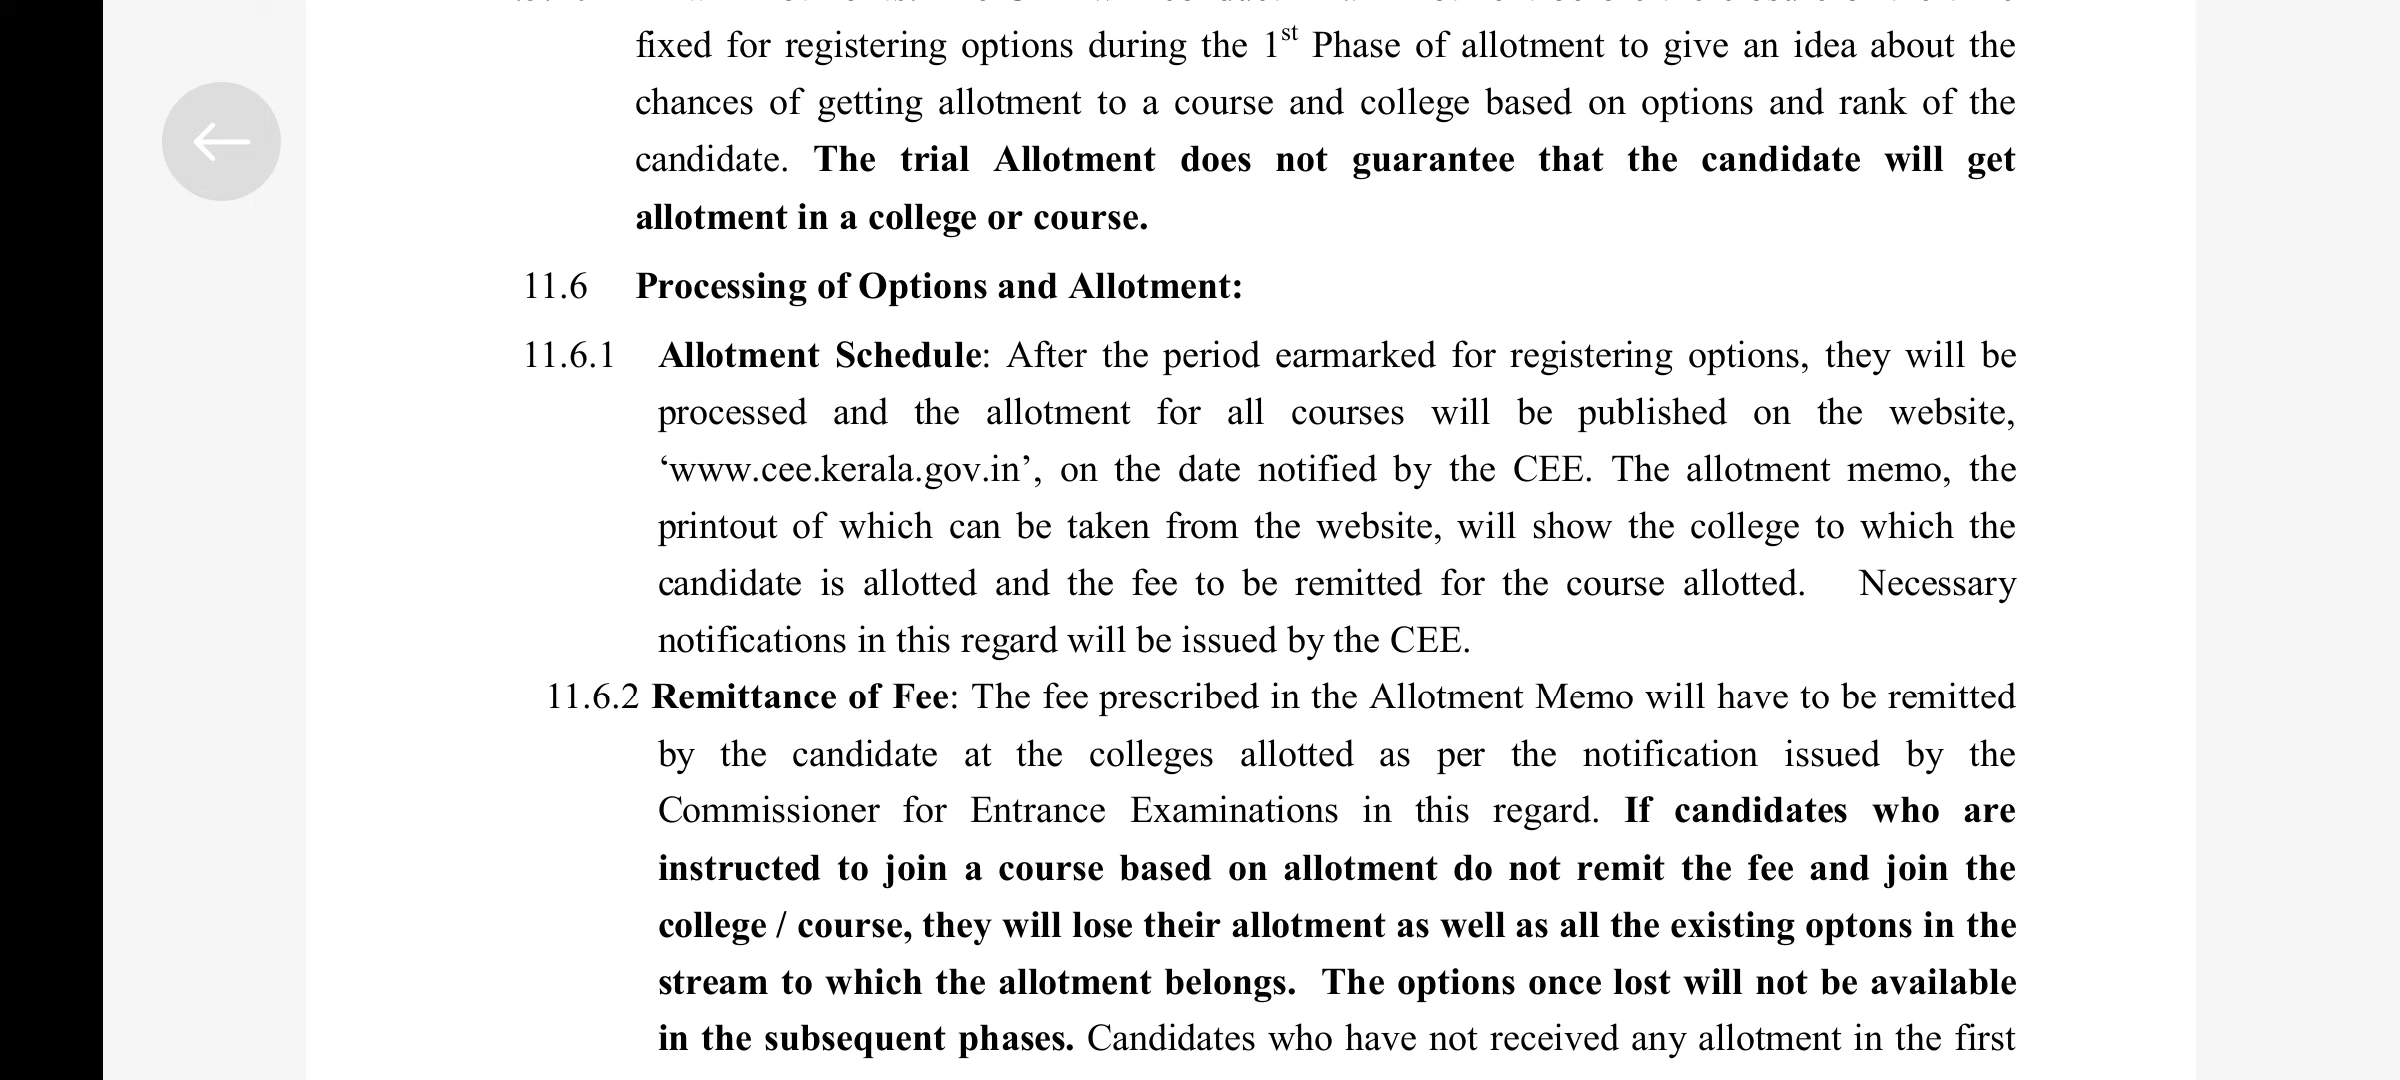 fixed for registering options during the 1st Phase of allotment to give an idea about the
chances of getting allotment to a course and college based on options and rank of the
candidate. The trial Allotment does not guarantee that the candidate will get
allotment in a college or course.
11.6 Processing of Options and Allotment:
11.6.1 Allotment Schedule: After the period earmarked for registering options, they will be
processed and the allotment for all courses will be published on the website,
‘www.cee.kerala.gov.in’, on the date notified by the CEE. The allotment memo, the
printout of which can be taken from the website, will show the college to which the
candidate is allotted and the fee to be remitted for the course allotted. Necessary
notifications in this regard will be issued by the CEE.
11.6.2 Remittance of Fee: The fee prescribed in the Allotment Memo will have to be remitted
by the candidate at the colleges allotted as per the notification issued by the
Commissioner for Entrance Examinations in this regard. If candidates who are
instructed to join a course based on allotment do not remit the fee and join the
college / course, they will lose their allotment as well as all the existing optons in the
stream to which the allotment belongs. The options once lost will not be available
in the subsequent phases. Candidates who have not received any allotment in the first